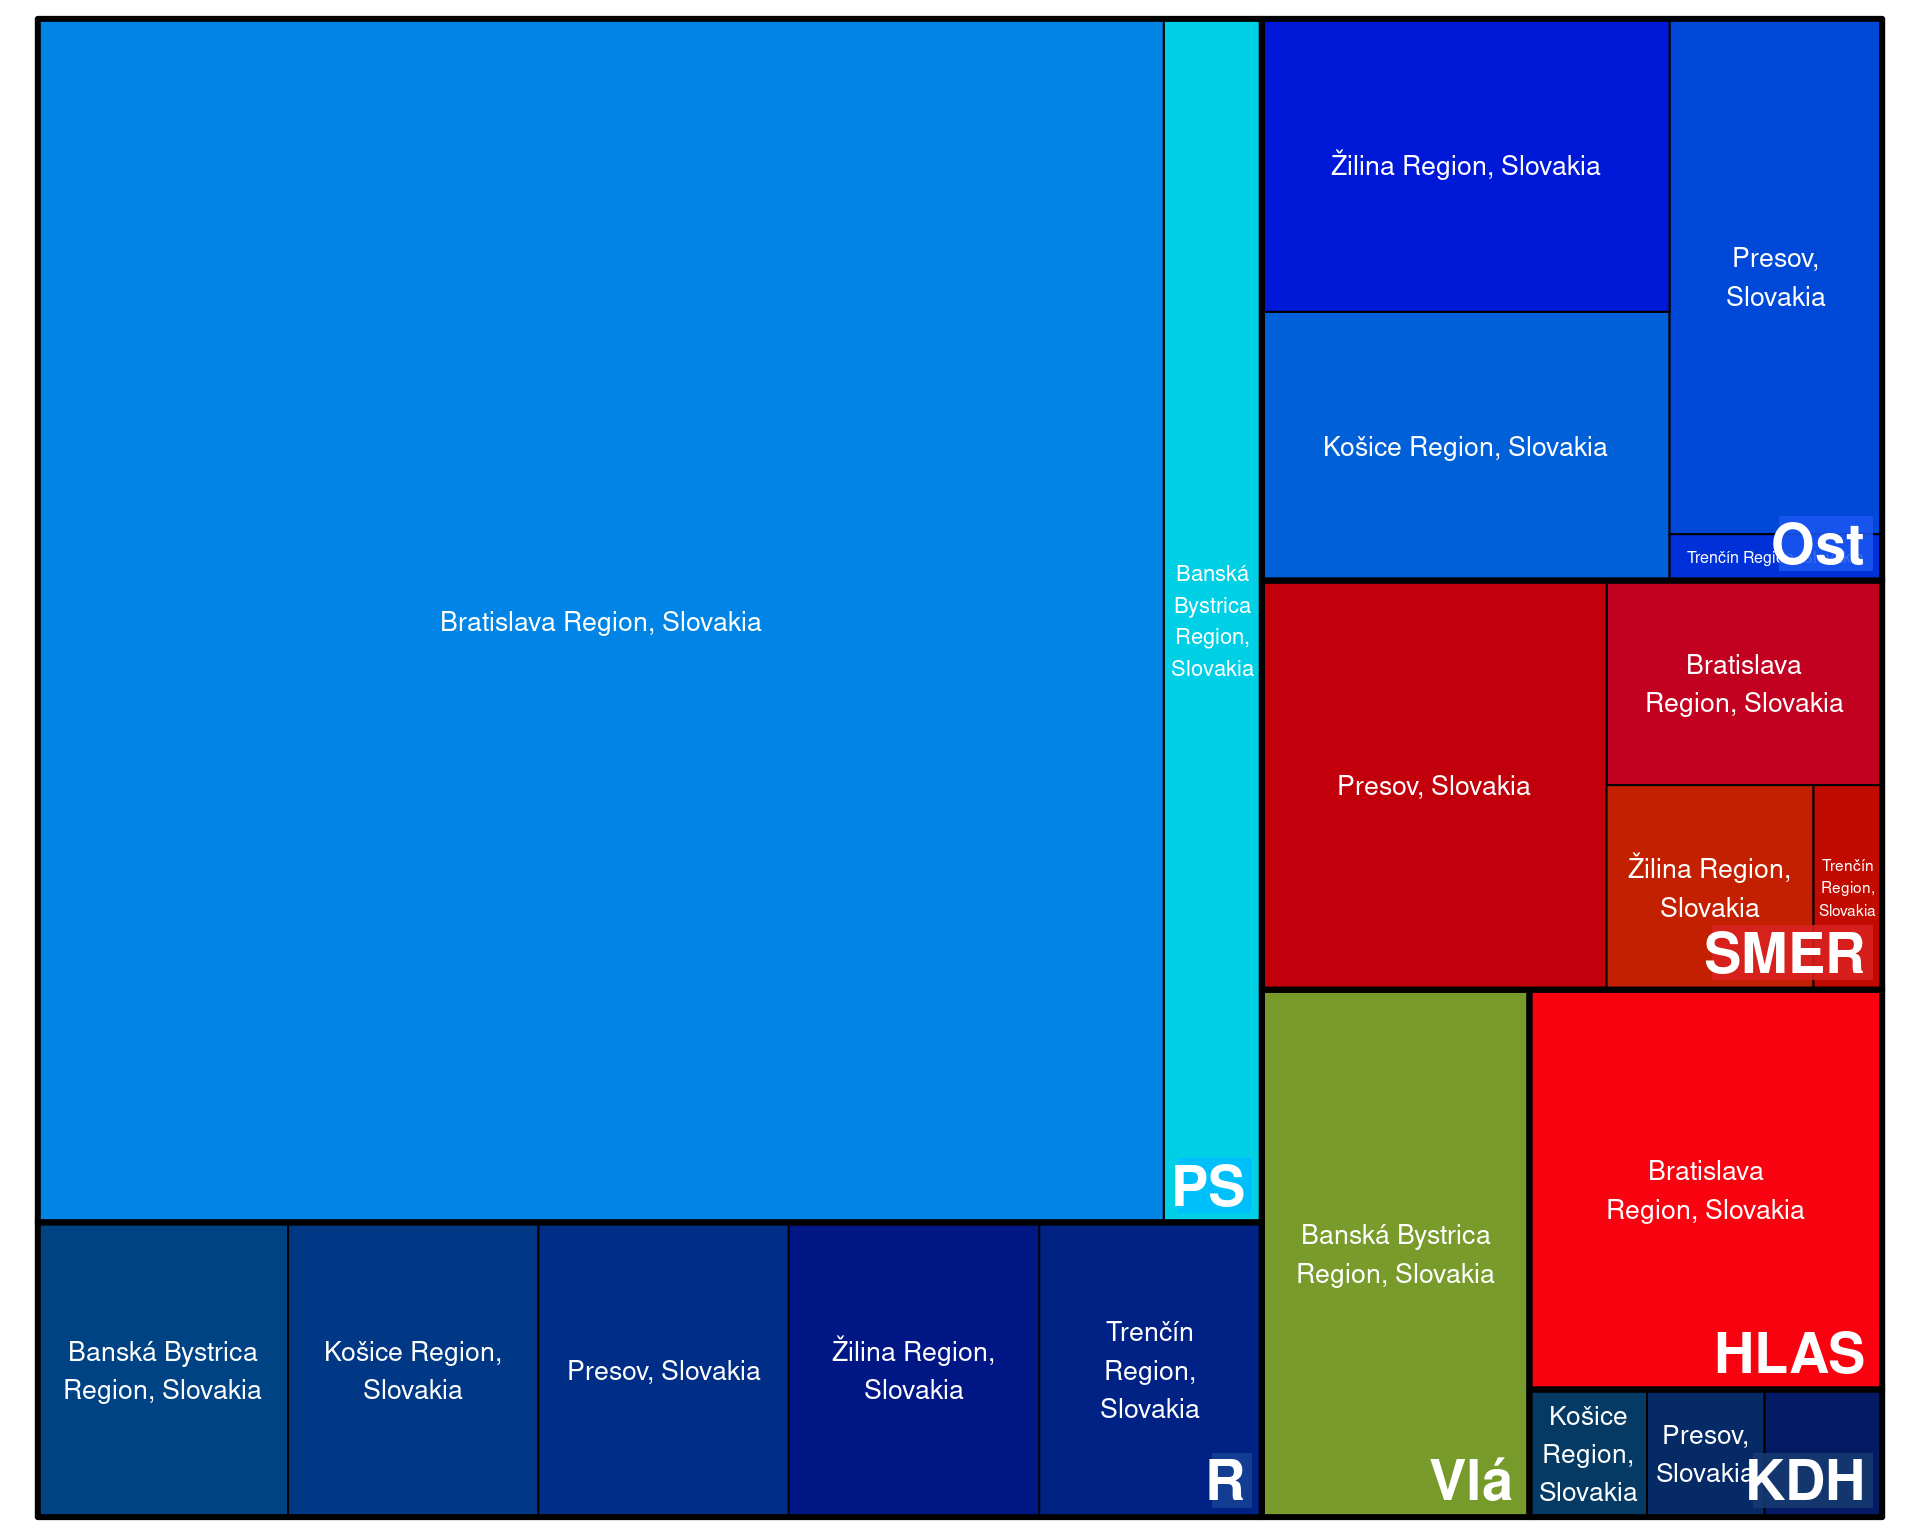 Bratislava Region, Slovakia
Banská
Bystrica
Region,
Slovakia
PS
Žilina Region, Slovakia
Presov,
Slovakia
Košice Region, Slovakia
Trenčín Regi
Ost
Presov, Slovakia
Bratislava
Region, Slovakia
Žilina Region,
Slovakia
Trenčín
Region,
Slovakia
SMER
Banská Bystrica
Region, Slovakia
Vlá
Bratislava
Region, Slovakia
HLAS
Banská Bystrica
Region, Slovakia
Košice Region,
Slovakia
Presov, Slovakia
Žilina Region,
Slovakia
Trenčín
Region,
Slovakia
R
Košice
Region,
Slovakia
Presov,
Slovakia
KDH